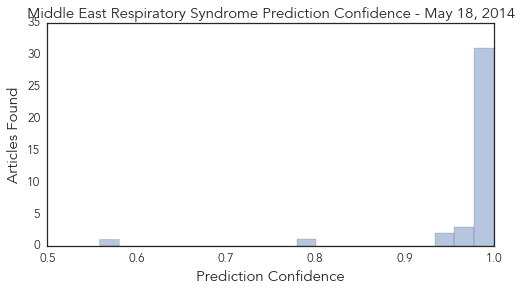 Middle East Respiratory Syndrome Prediction Confidence - May 18, 2014
35
30
25
20
15
10
5
0
Articles Found
0.5 0.6 0.7 0.8 0.9 1.0
Prediction Confidence